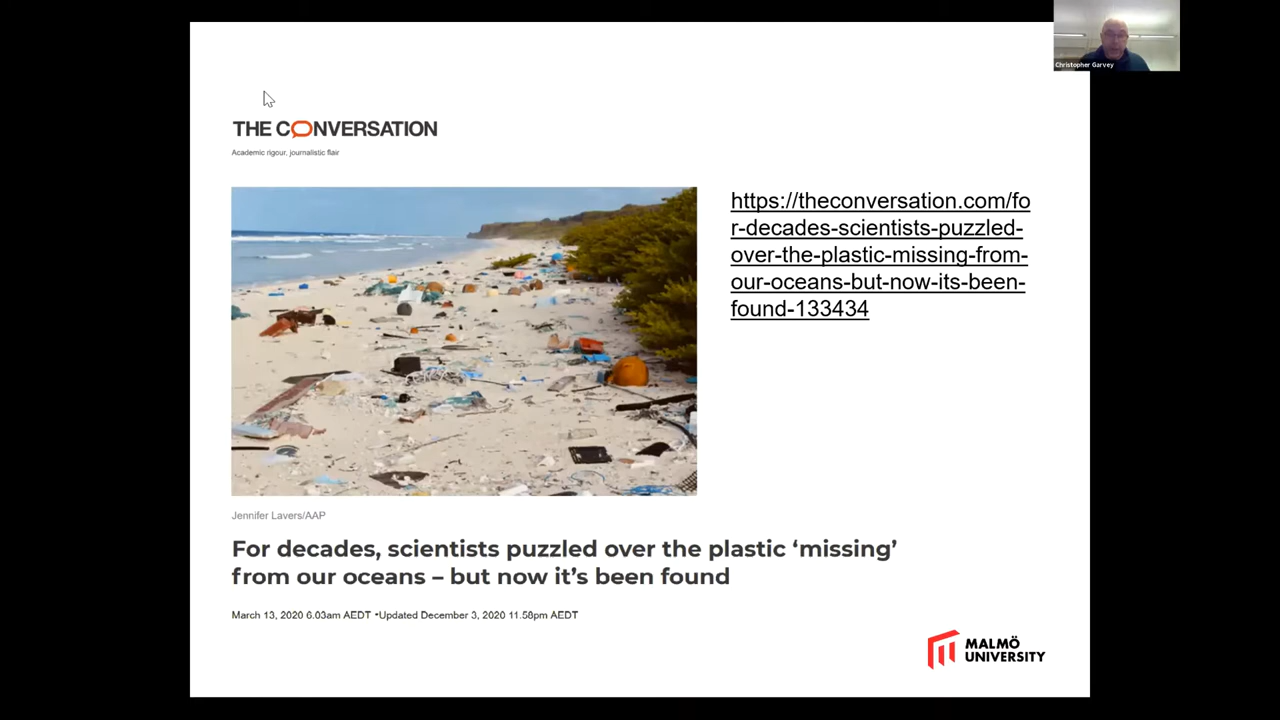 Christopher Garvey
THE CONVERSATION
Academic rigour, journalistic flair
https://theconversation.com/fo
r-decades-scientists-puzzled-
over-the-plastic-missing-from-
our-oceans-but-now-its-been-
found-133434
Jennifer Lavers/AAP
For decades, scientists puzzled over the plastic ‘missing’
from our oceans – but now it’s been found
March 13, 2020 6.03am AEDT •Updated December 3, 2020 11.58pm AEDT
MALMÖ
UNIVERSITY